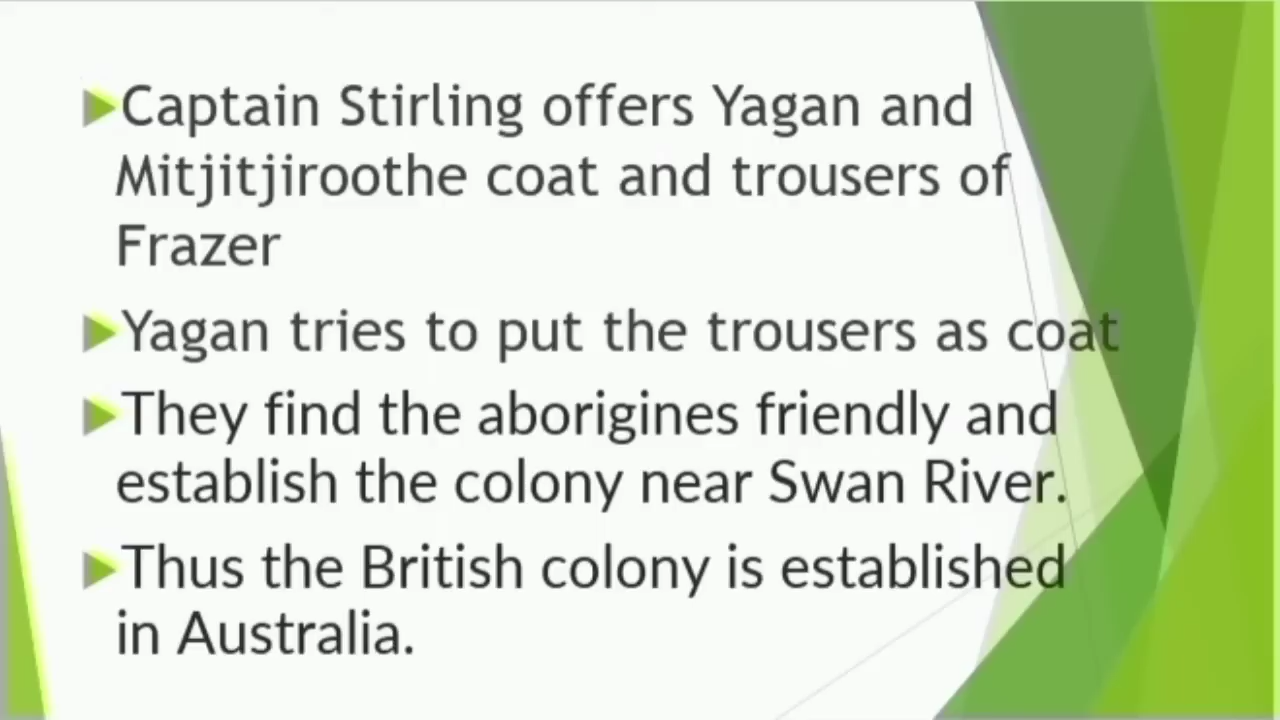 Captain Stirling offers Yagan and
Mitjitjiroothe coat and trousers of
Frazer
Yagan tries to put the trousers as coat
They find the aborigines friendly and
establish the colony near Swan River.
Thus the British colony is established
in Australia.